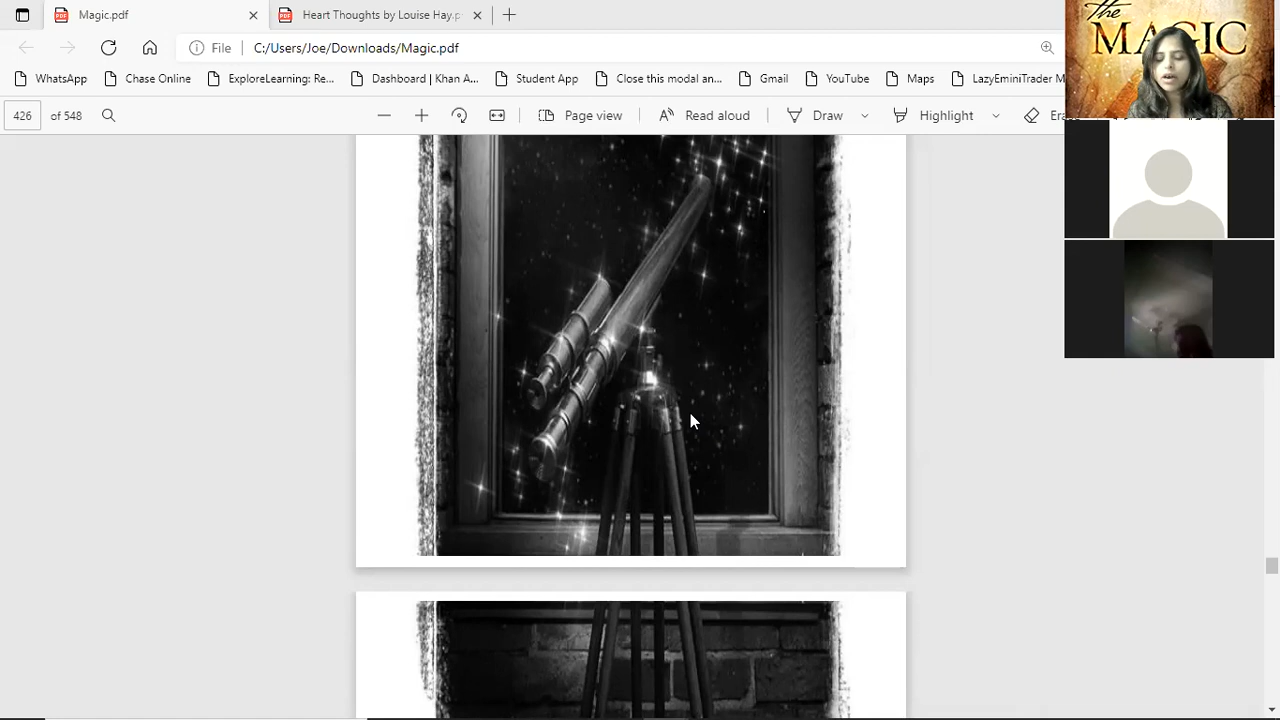 Magic.pdf
Heart Thoughts by Louise Hay.p
File
C:/Users/Joe/Downloads/Magic.pdf
WhatsApp
Chase Online
ExploreLearning: Re...
Dashboard | Khan A...
Student App
Close this modal an...
Gmail
YouTube
Maps
LazyEminiTrader M
426 of 548
Page view
Read aloud
Draw
Highlight
Era
The
MAGIC